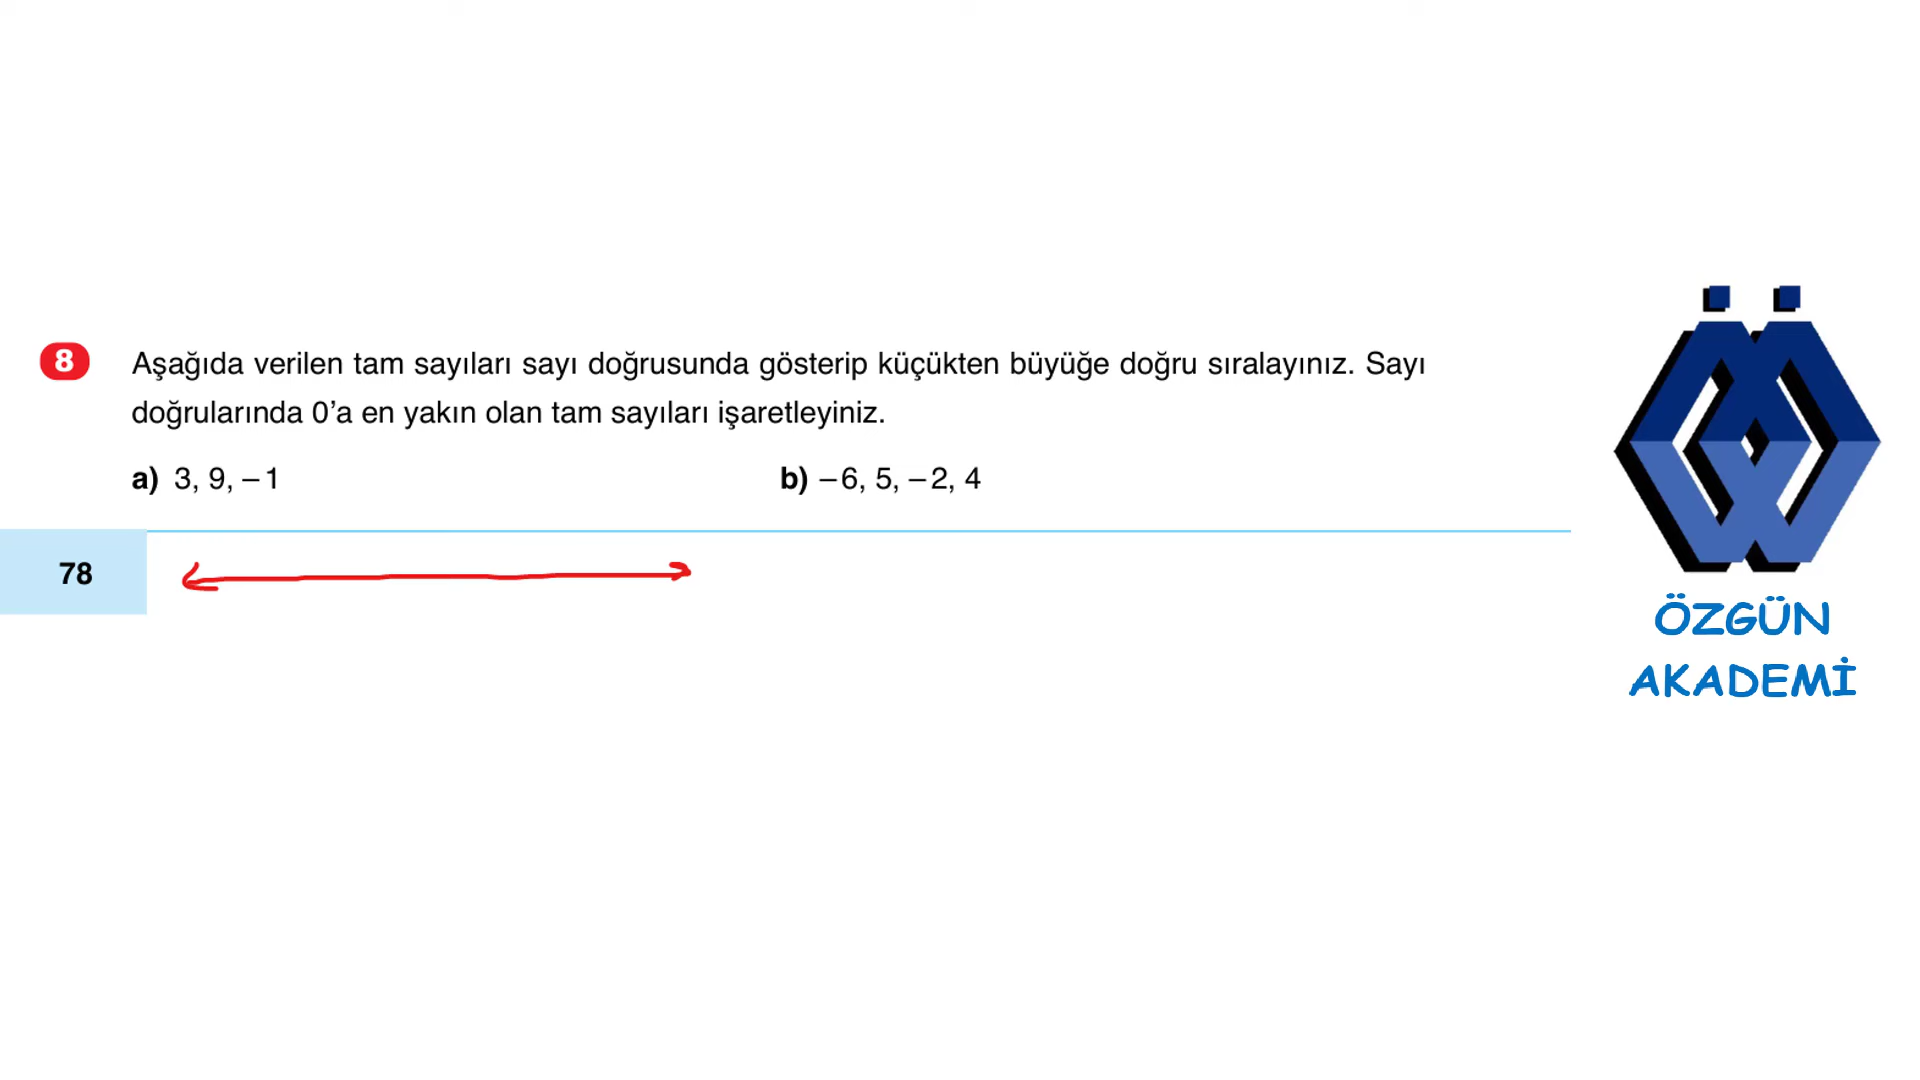 8 Aşağıda verilen tam sayıları sayı doğrusunda gösterip küçükten büyüğe doğru sıralayınız. Sayı
doğrularında 0’a en yakın olan tam sayıları işaretleyiniz.
a) 3, 9, –1 b) –6, 5, –2, 4
78
ÖZGÜN
AKADEMİ